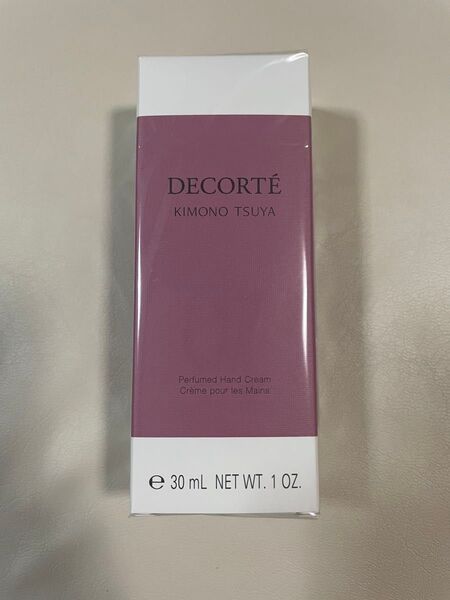 DECORTÉ
KIMONO TSUYA
Perfumed Hand Cream
Crème pour les Mains
℮ 30 mL NET WT. 1 OZ.